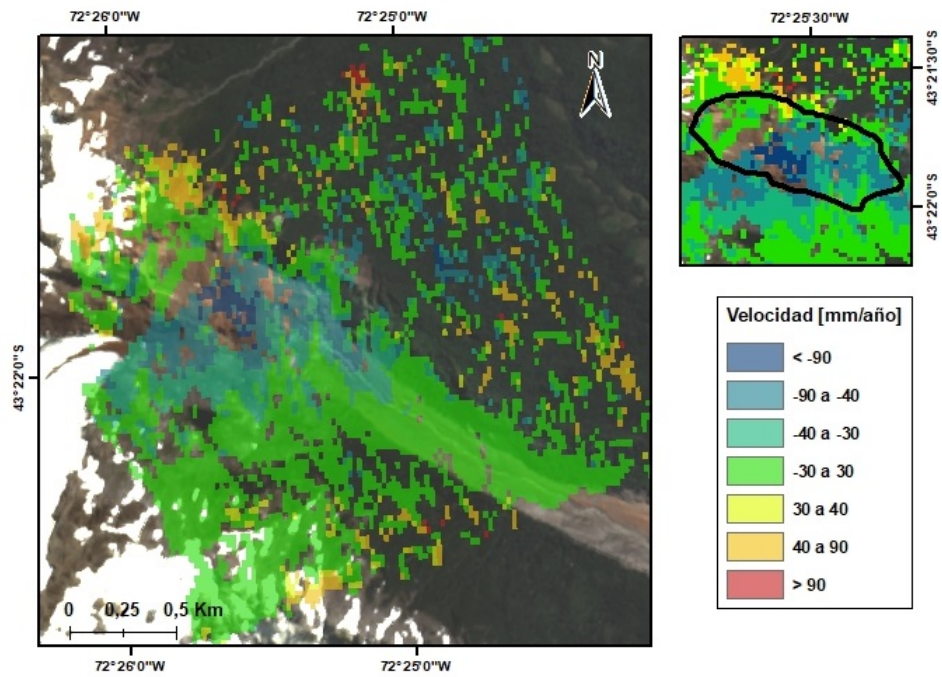 72°26'0"W
72°25'0"W
72°25'30"W
N
43°21'30"S
43°22'0"S
43°22'0"S
Velocidad [mm/año]
< -90
-90 a -40
-40 a -30
-30 a 30
30 a 40
40 a 90
> 90
0 0,25 0,5 Km
72°26'0"W
72°25'0"W